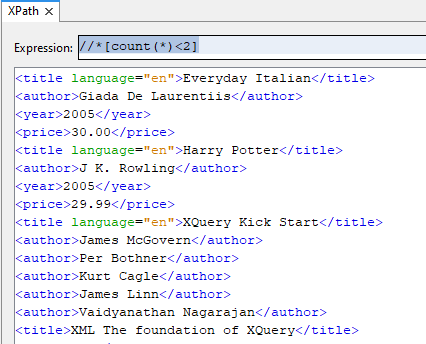 XPath
Expression: //*[count(*)<2]
<title language="en">Everyday Italian</title>
<author>Giada De Laurentiis</author>
<year>2005</year>
<price>30.00</price>
<title language="en">Harry Potter</title>
<author>J K. Rowling</author>
<year>2005</year>
<price>29.99</price>
<title language="en">XQuery Kick Start</title>
<author>James McGovern</author>
<author>Per Bothner</author>
<author>Kurt Cagle</author>
<author>James Linn</author>
<author>Vaidyanathan Nagarajan</author>
<title>XML The foundation of XQuery</title>